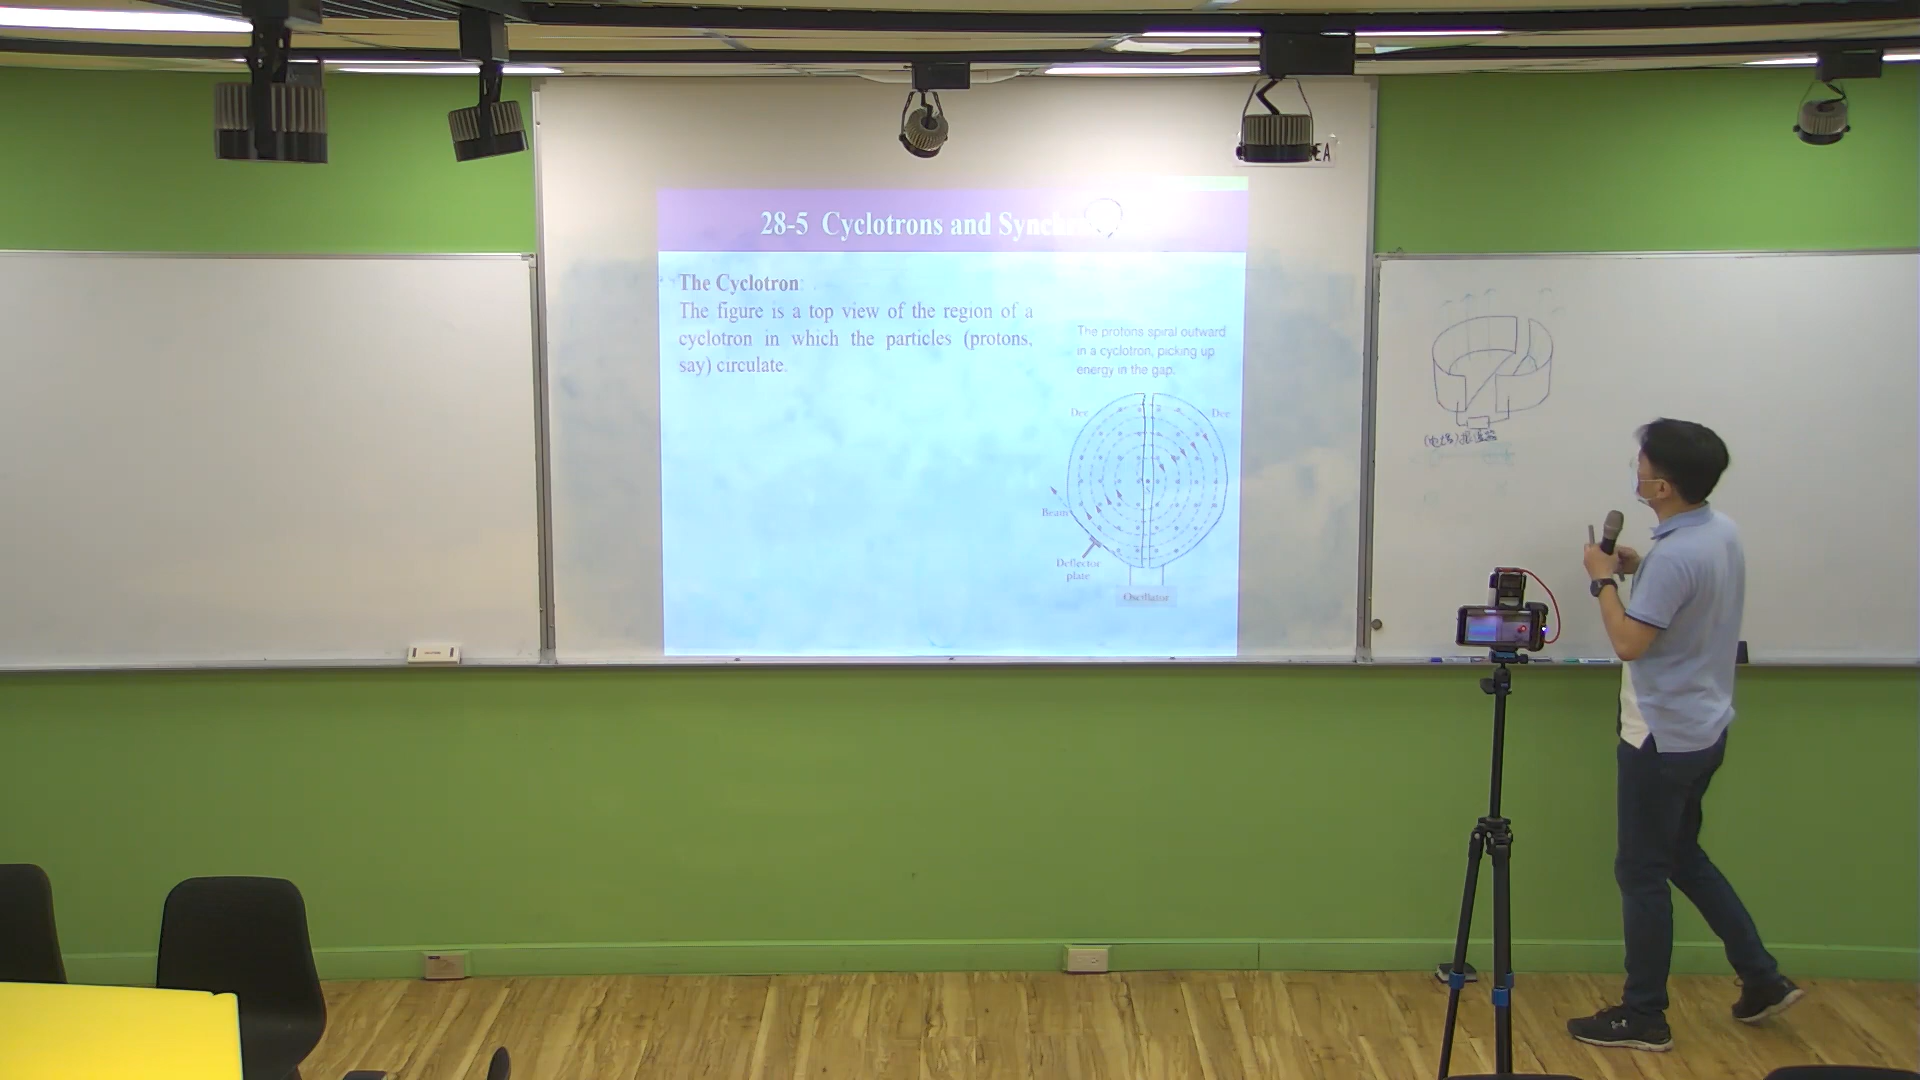 28-5 Cyclotrons and
The Cyclotron:
The figure is a top view of the region of a
cyclotron in which the particles (protons,
say) circulate.
The protons spiral outward
in a cyclotron, picking up
energy in the gap.
Dee
Dee
Beam
Deflector
plate
Oscillator